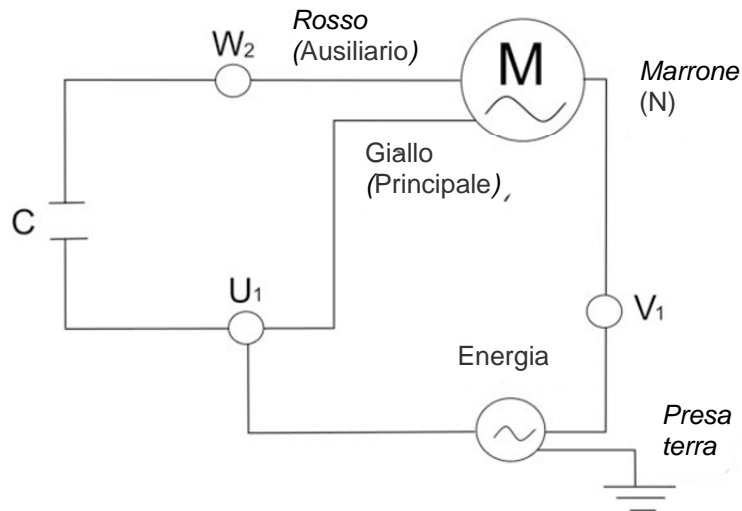 Rosso
(Ausiliario)
W2
M
Marrone
(N)
Giallo
(Principale)
C
U1
V1
Energia
Presa
terra